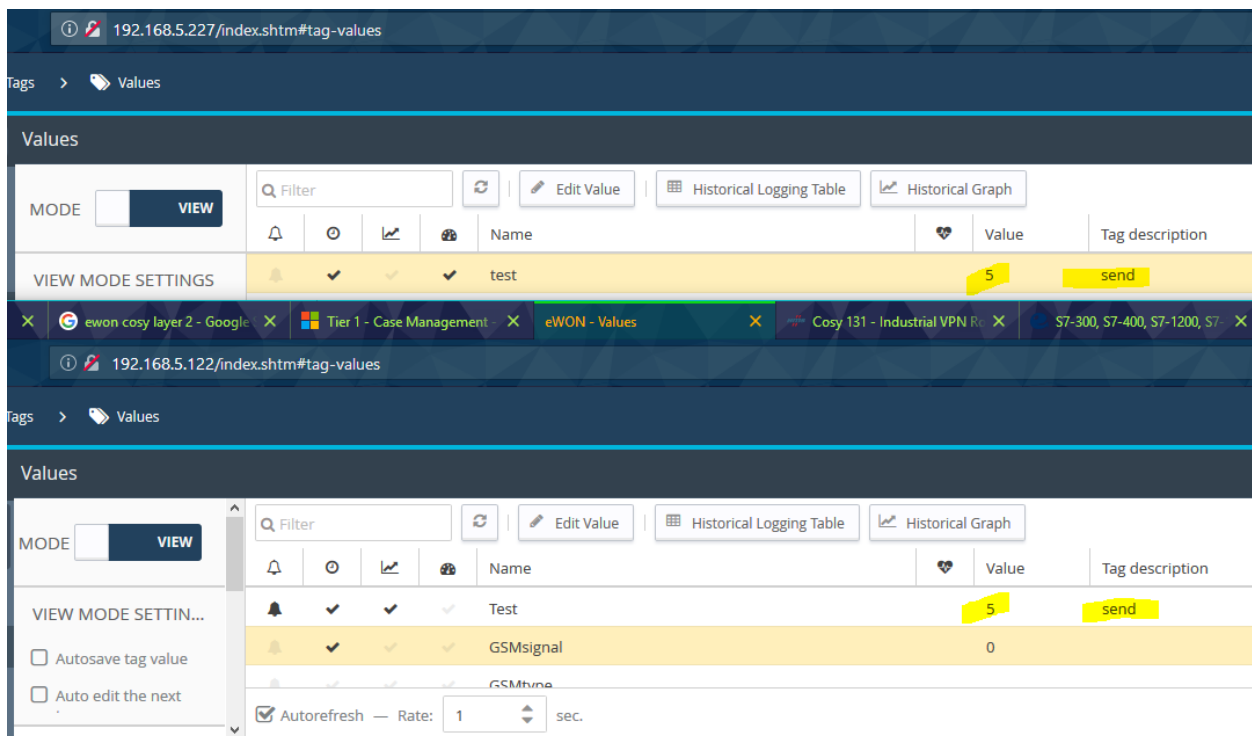 192.168.5.227/index.shtm#tag-values
Tags > Values
Values
Filter Edit Value Historical Logging Table Historical Graph
MODE VIEW
Name Value Tag description
VIEW MODE SETTINGS
test 5 send
ewon cosy layer 2 - Google Tier 1 - Case Management - eWON - Values Cosy 131 - Industrial VPN Ro S7-300, S7-400, S7-1200, S7-
192.168.5.122/index.shtm#tag-values
Tags > Values
Values
Filter Edit Value Historical Logging Table Historical Graph
MODE VIEW
Name Value Tag description
VIEW MODE SETTIN...
Test 5 send
Autosave tag value
GSMsignal 0
Auto edit the next
GSMtype
Autorefresh — Rate: 1 sec.